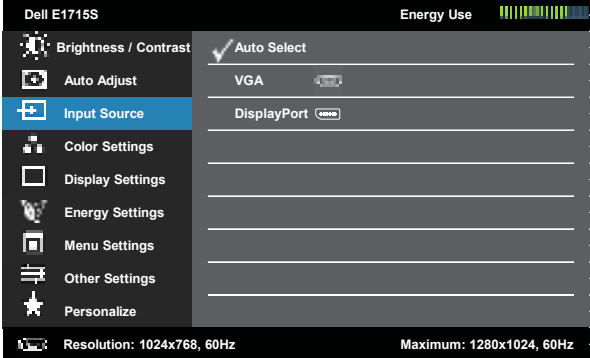 Dell E1715S
Energy Use
Brightness / Contrast
Auto Select
Auto Adjust
VGA
Input Source
DisplayPort
Color Settings
Display Settings
Energy Settings
Menu Settings
Other Settings
Personalize
Resolution: 1024x768, 60Hz
Maximum: 1280x1024, 60Hz